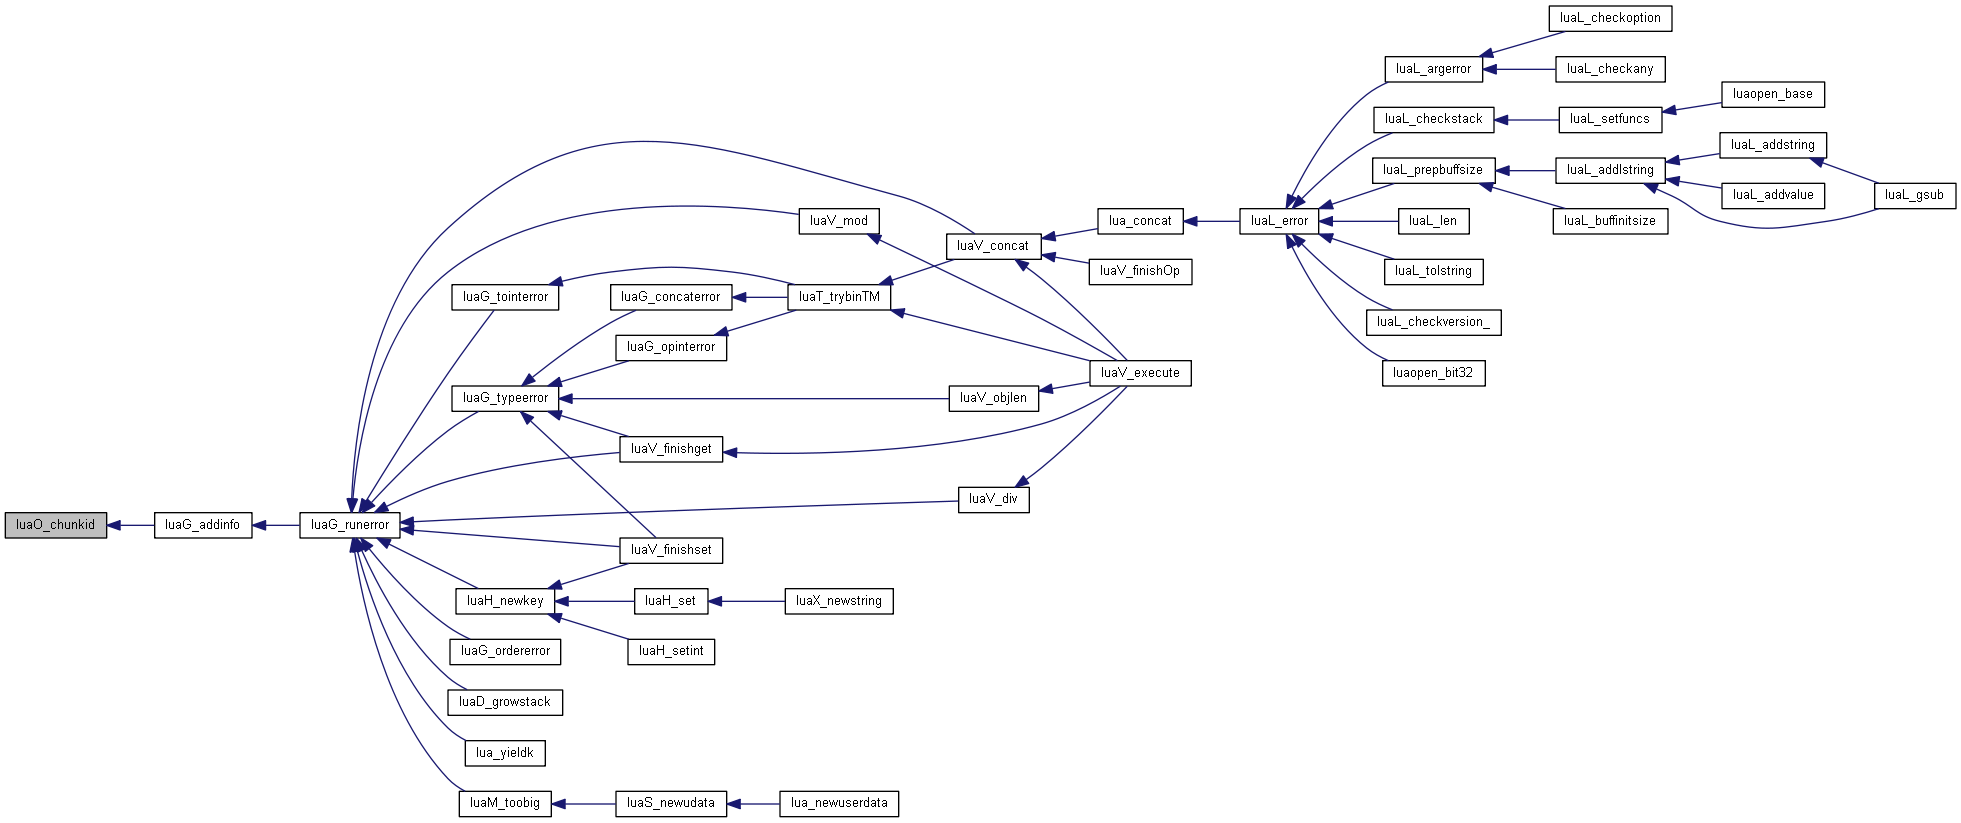 luaL_checkoption
luaL_argerror
luaL_checkany
luaopen_base
luaL_checkstack
luaL_setfuncs
luaL_addstring
luaL_prepbuffsize
luaL_addlstring
luaL_addvalue
luaL_gsub
luaV_mod
lua_concat
luaL_error
luaL_len
luaL_buffinitsize
luaV_concat
luaV_finishOp
luaL_tolstring
luaG_tointerror
luaG_concaterror
luaT_trybinTM
luaL_checkversion_
luaG_opinterror
luaV_execute
luaopen_bit32
luaG_typeerror
luaV_objlen
luaV_finishget
luaV_div
luaO_chunkid
luaG_addinfo
luaG_runerror
luaV_finishset
luaH_newkey
luaH_set
luaX_newstring
luaG_ordererror
luaH_setint
luaD_growstack
lua_yieldk
luaM_toobig
luaS_newudata
lua_newuserdata